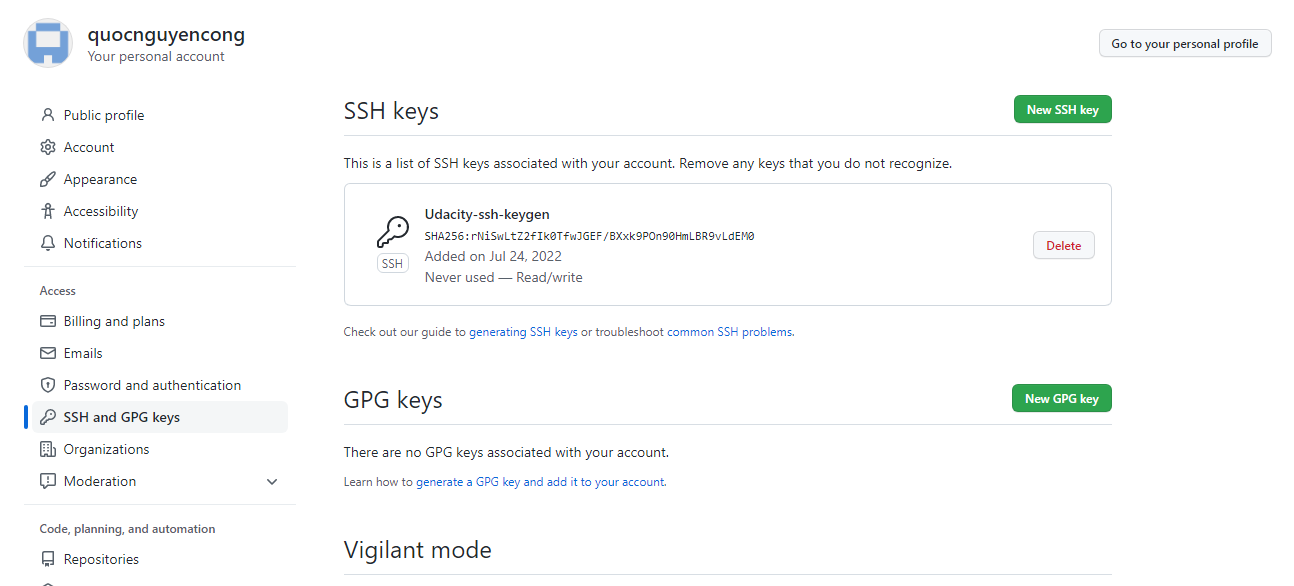 quocnguyencong
Your personal account
Go to your personal profile
Public profile
Account
Appearance
Accessibility
Notifications
Access
Billing and plans
Emails
Password and authentication
SSH and GPG keys
Organizations
Moderation
Code, planning, and automation
Repositories
SSH keys
New SSH key
This is a list of SSH keys associated with your account. Remove any keys that you do not recognize.
Udacity-ssh-keygen
SHA256:rNiSwLtZ2fIk0TfwJGEF/BXxk9POn90HmLBR9vLdEM0
Added on Jul 24, 2022
Never used — Read/write
SSH
Delete
Check out our guide to generating SSH keys or troubleshoot common SSH problems.
GPG keys
New GPG key
There are no GPG keys associated with your account.
Learn how to generate a GPG key and add it to your account.
Vigilant mode